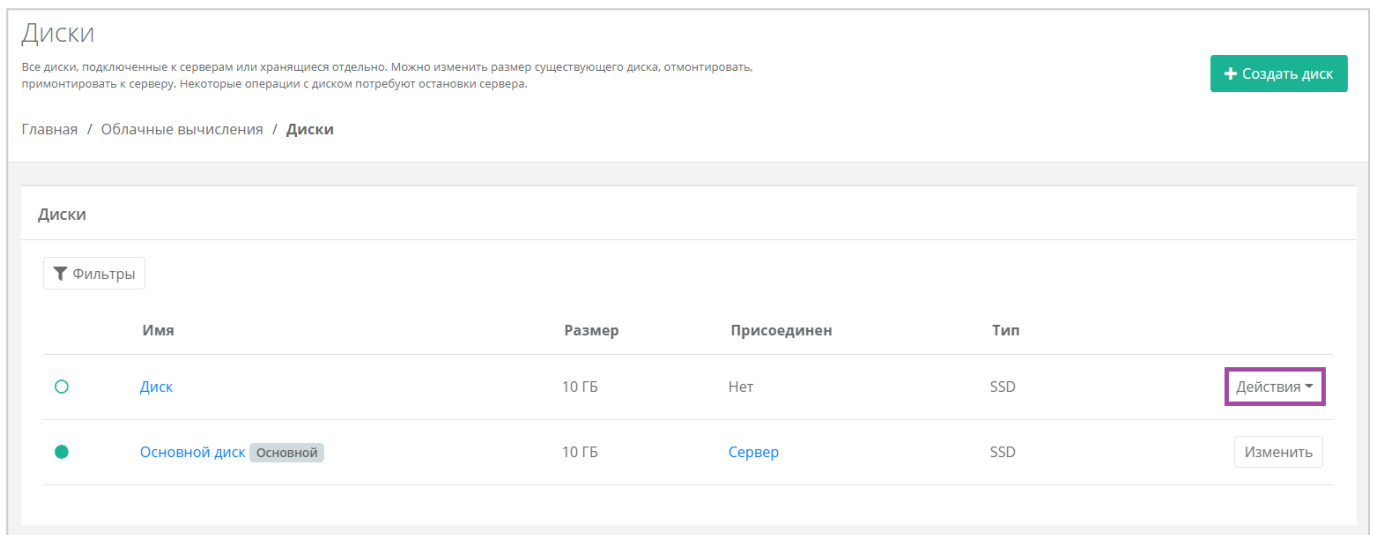 Диски
Все диски, подключенные к серверам или хранящиеся отдельно. Можно изменить размер существующего диска, отмонтировать,
примонтировать к серверу. Некоторые операции с диском потребуют остановки сервера.
+ Создать диск
Главная / Облачные вычисления / Диски
Диски
Фильтры
Имя Размер Присоединен Тип
Диск 10 ГБ Нет SSD Действия
Основной диск Основной 10 ГБ Сервер SSD Изменить